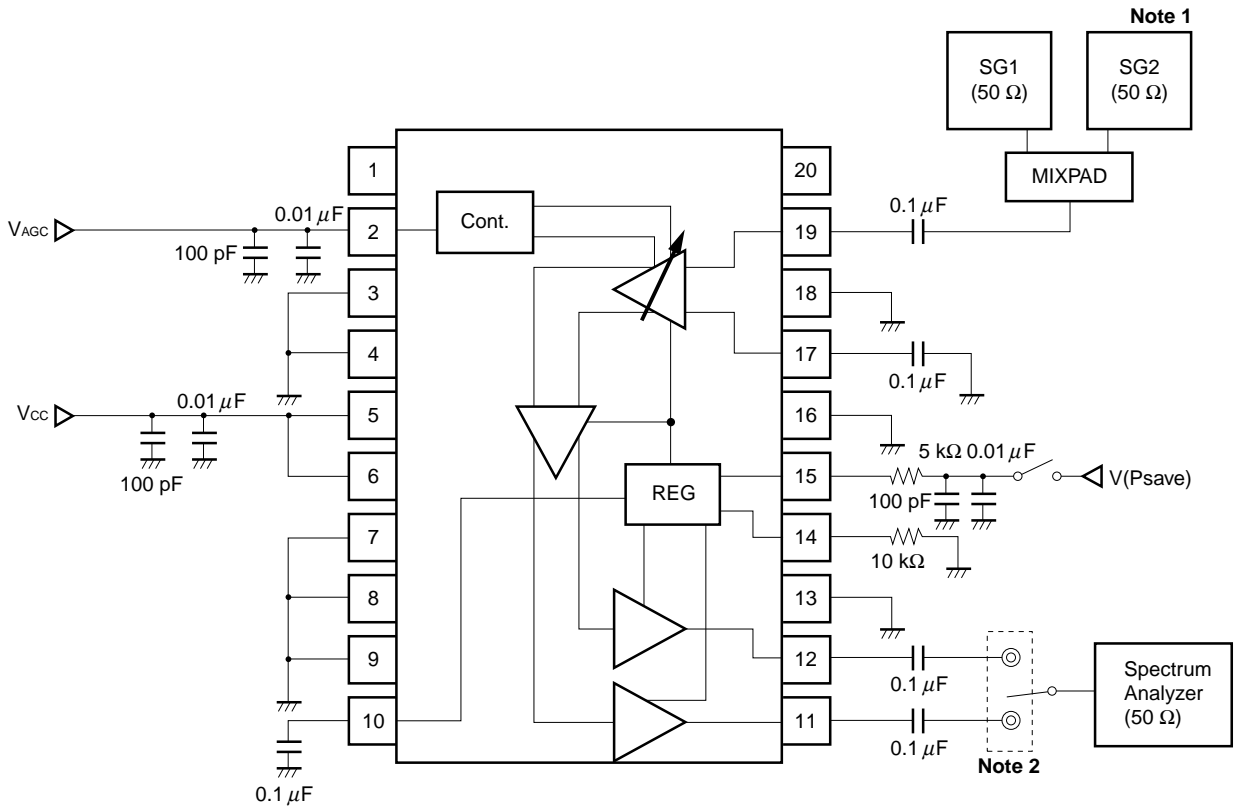 Note 1
SG1
(50 Ω)
SG2
(50 Ω)
MIXPAD
1
20
0.1 μF
VAGC
0.01 μF
2
Cont.
19
100 pF
3
18
4
17
0.1 μF
VCC
0.01 μF
5
16
5 kΩ 0.01 μF
100 pF
6
REG
15
100 pF
V(Psave)
7
14
10 kΩ
8
13
9
12
0.1 μF
Spectrum
Analyzer
(50 Ω)
10
11
0.1 μF
0.1 μF
Note 2